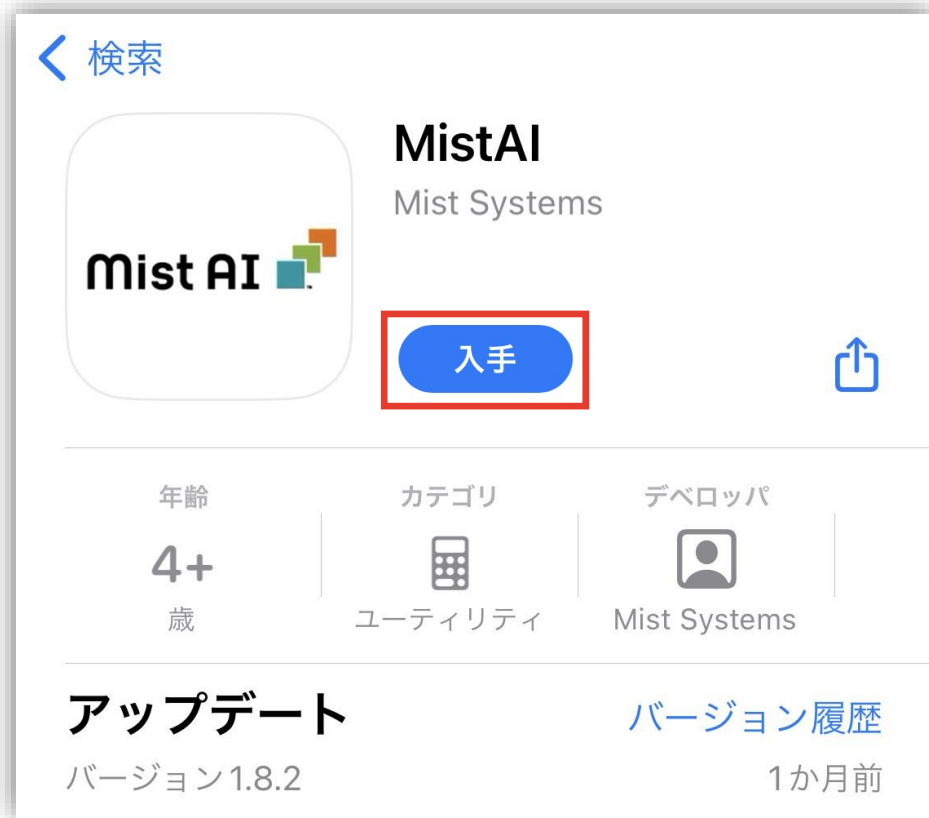 検索
MistAI
Mist Systems
Mist AI
入手
年齢
カテゴリ
デベロッパ
4+
歳
ユーティリティ
Mist Systems
アップデート
バージョン履歴
バージョン1.8.2
1か月前